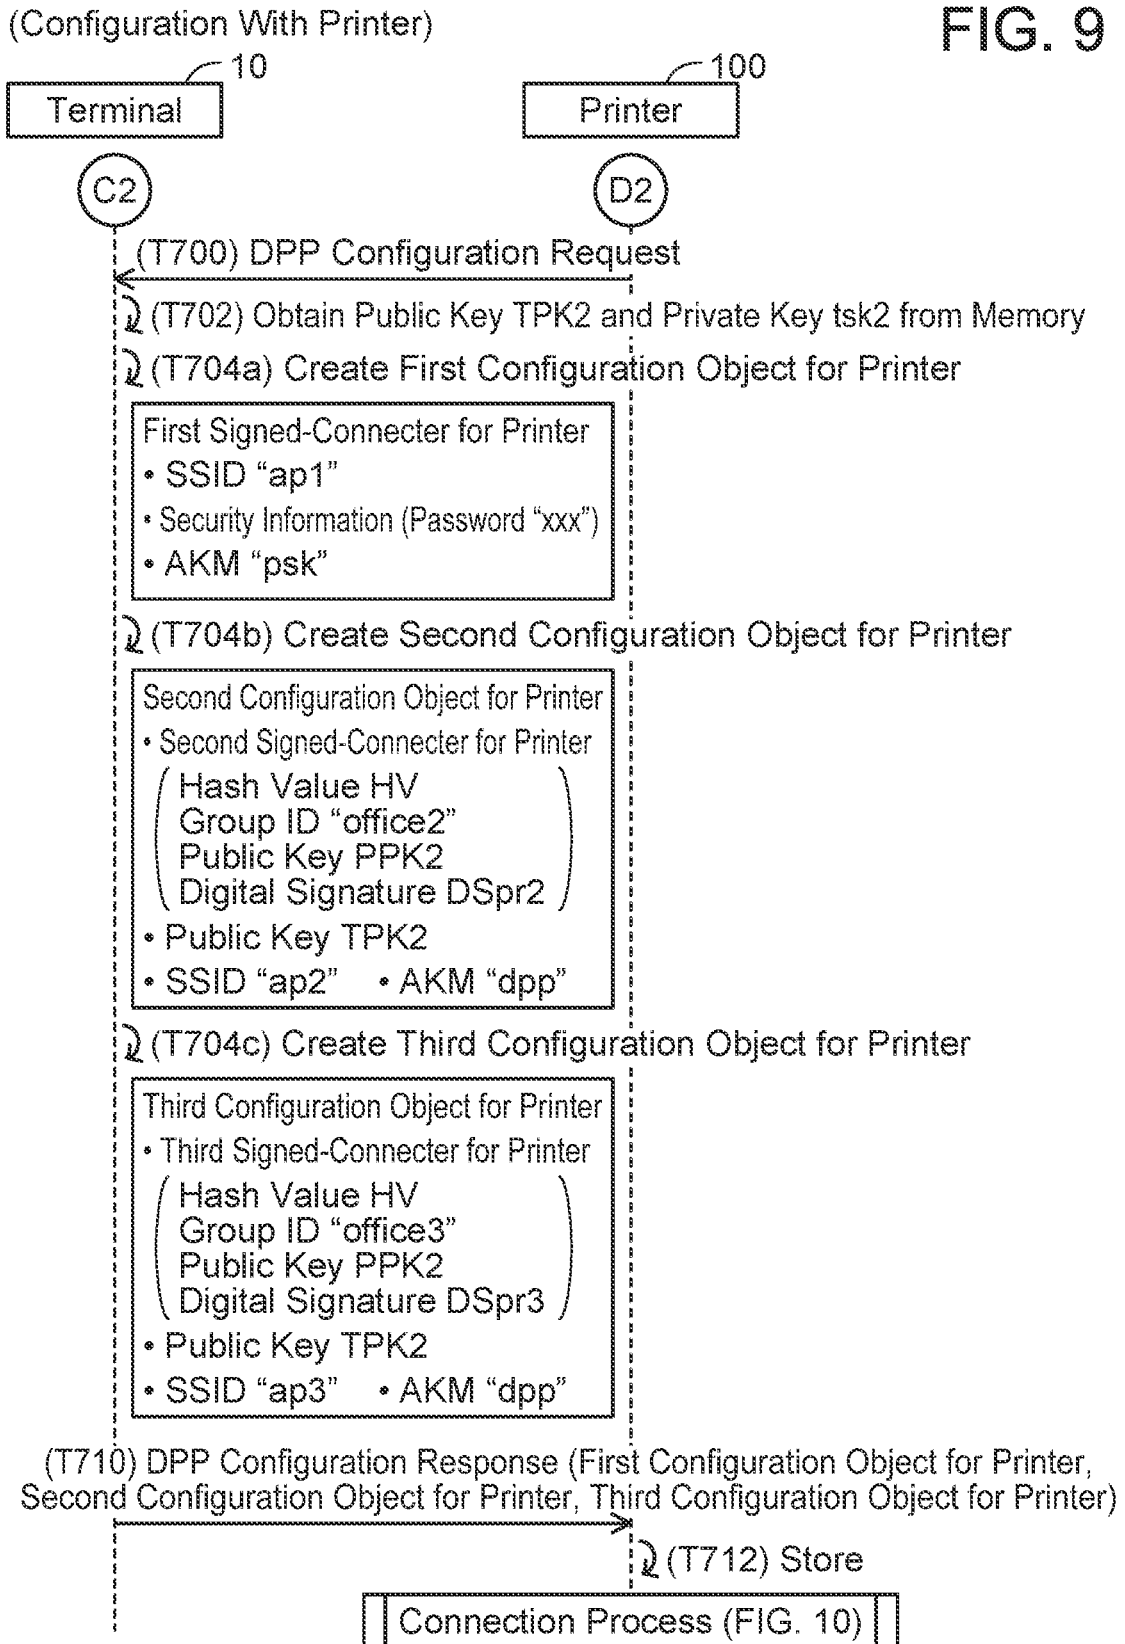 (Configuration With Printer)
FIG. 9
10
100
Terminal
Printer
C2
D2
(T700) DPP Configuration Request
(T702) Obtain Public Key TPK2 and Private Key tsk2 from Memory
(T704a) Create First Configuration Object for Printer
First Signed-Connecter for Printer
• SSID “ap1”
• Security Information (Password “xxx”)
• AKM “psk”
(T704b) Create Second Configuration Object for Printer
Second Configuration Object for Printer
• Second Signed-Connecter for Printer
Hash Value HV
Group ID “office2”
Public Key PPK2
Digital Signature DSpr2
• Public Key TPK2
• SSID “ap2” • AKM “dpp”
(T704c) Create Third Configuration Object for Printer
Third Configuration Object for Printer
• Third Signed-Connecter for Printer
Hash Value HV
Group ID “office3”
Public Key PPK2
Digital Signature DSpr3
• Public Key TPK2
• SSID “ap3” • AKM “dpp”
(T710) DPP Configuration Response (First Configuration Object for Printer,
Second Configuration Object for Printer, Third Configuration Object for Printer)
(T712) Store
Connection Process (FIG. 10)